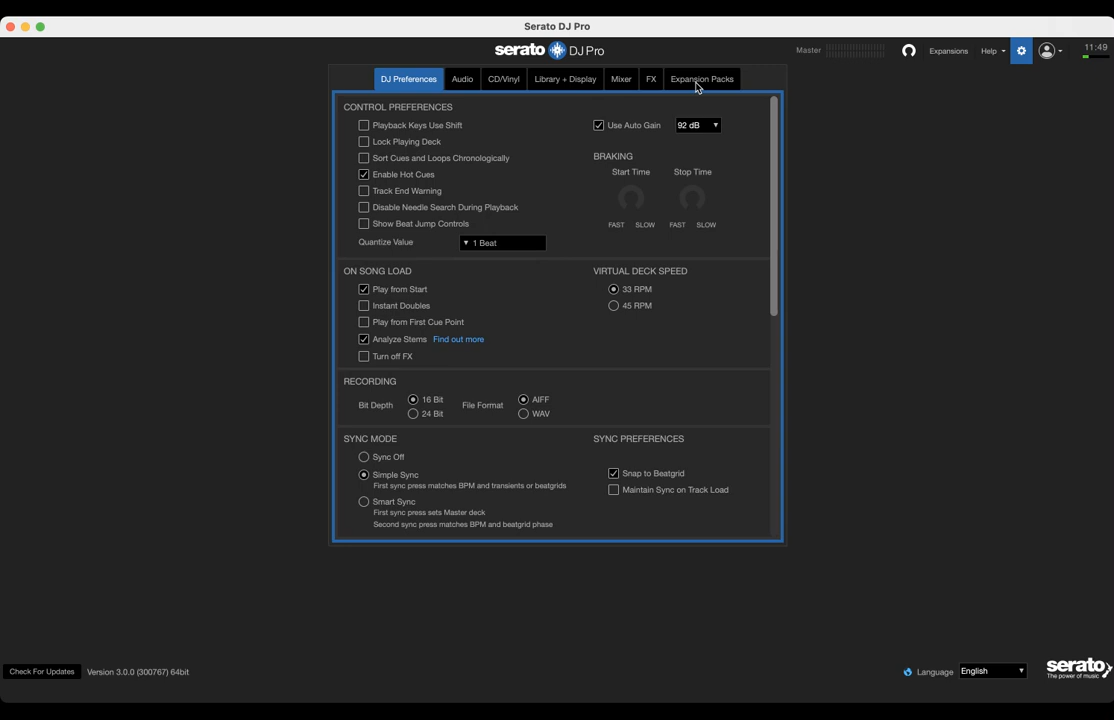 Serato DJ Pro
serato DJ Pro
Master Expansions Help 11:49
DJ Preferences Audio CD/Vinyl Library + Display Mixer FX Expansion Packs
CONTROL PREFERENCES
Playback Keys Use Shift
Use Auto Gain 92 dB
Lock Playing Deck
Sort Cues and Loops Chronologically
BRAKING
Enable Hot Cues
Start Time Stop Time
Track End Warning
Disable Needle Search During Playback
Show Beat Jump Controls
FAST SLOW FAST SLOW
Quantize Value 1 Beat
ON SONG LOAD
VIRTUAL DECK SPEED
Play from Start
33 RPM
Instant Doubles
45 RPM
Play from First Cue Point
Analyze Stems Find out more
Turn off FX
RECORDING
Bit Depth 16 Bit File Format AIFF
24 Bit WAV
SYNC MODE
SYNC PREFERENCES
Sync Off
Simple Sync
Snap to Beatgrid
First sync press matches BPM and transients or beatgrids
Maintain Sync on Track Load
Smart Sync
First sync press sets Master deck
Second sync press matches BPM and beatgrid phase
Check For Updates Version 3.0.0 (300767) 64bit
Language English
serato
The power of music